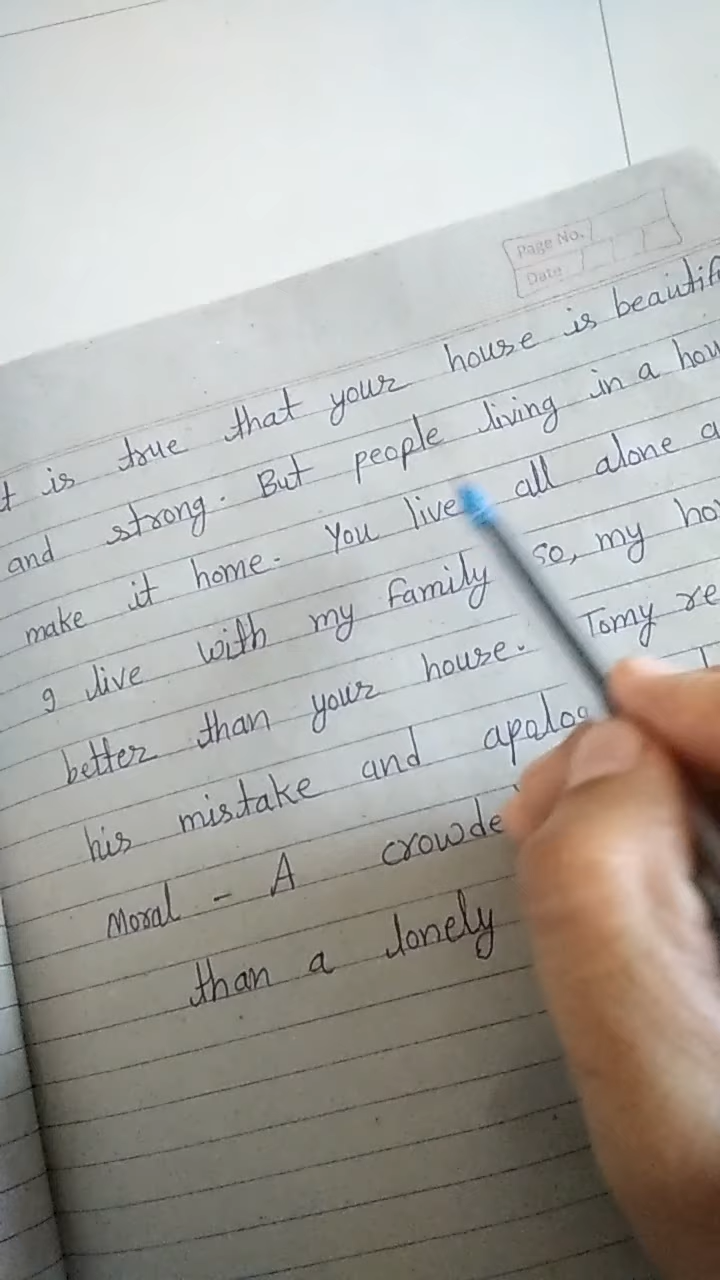 Page No.
Date
t is true that your house is beautif
and strong. But people living in a hou
make it home. You live all alone a
I live with my family so, my hou
better than your house. Tomy re
his mistake and apolog
Moral - A crowde
than a lonely